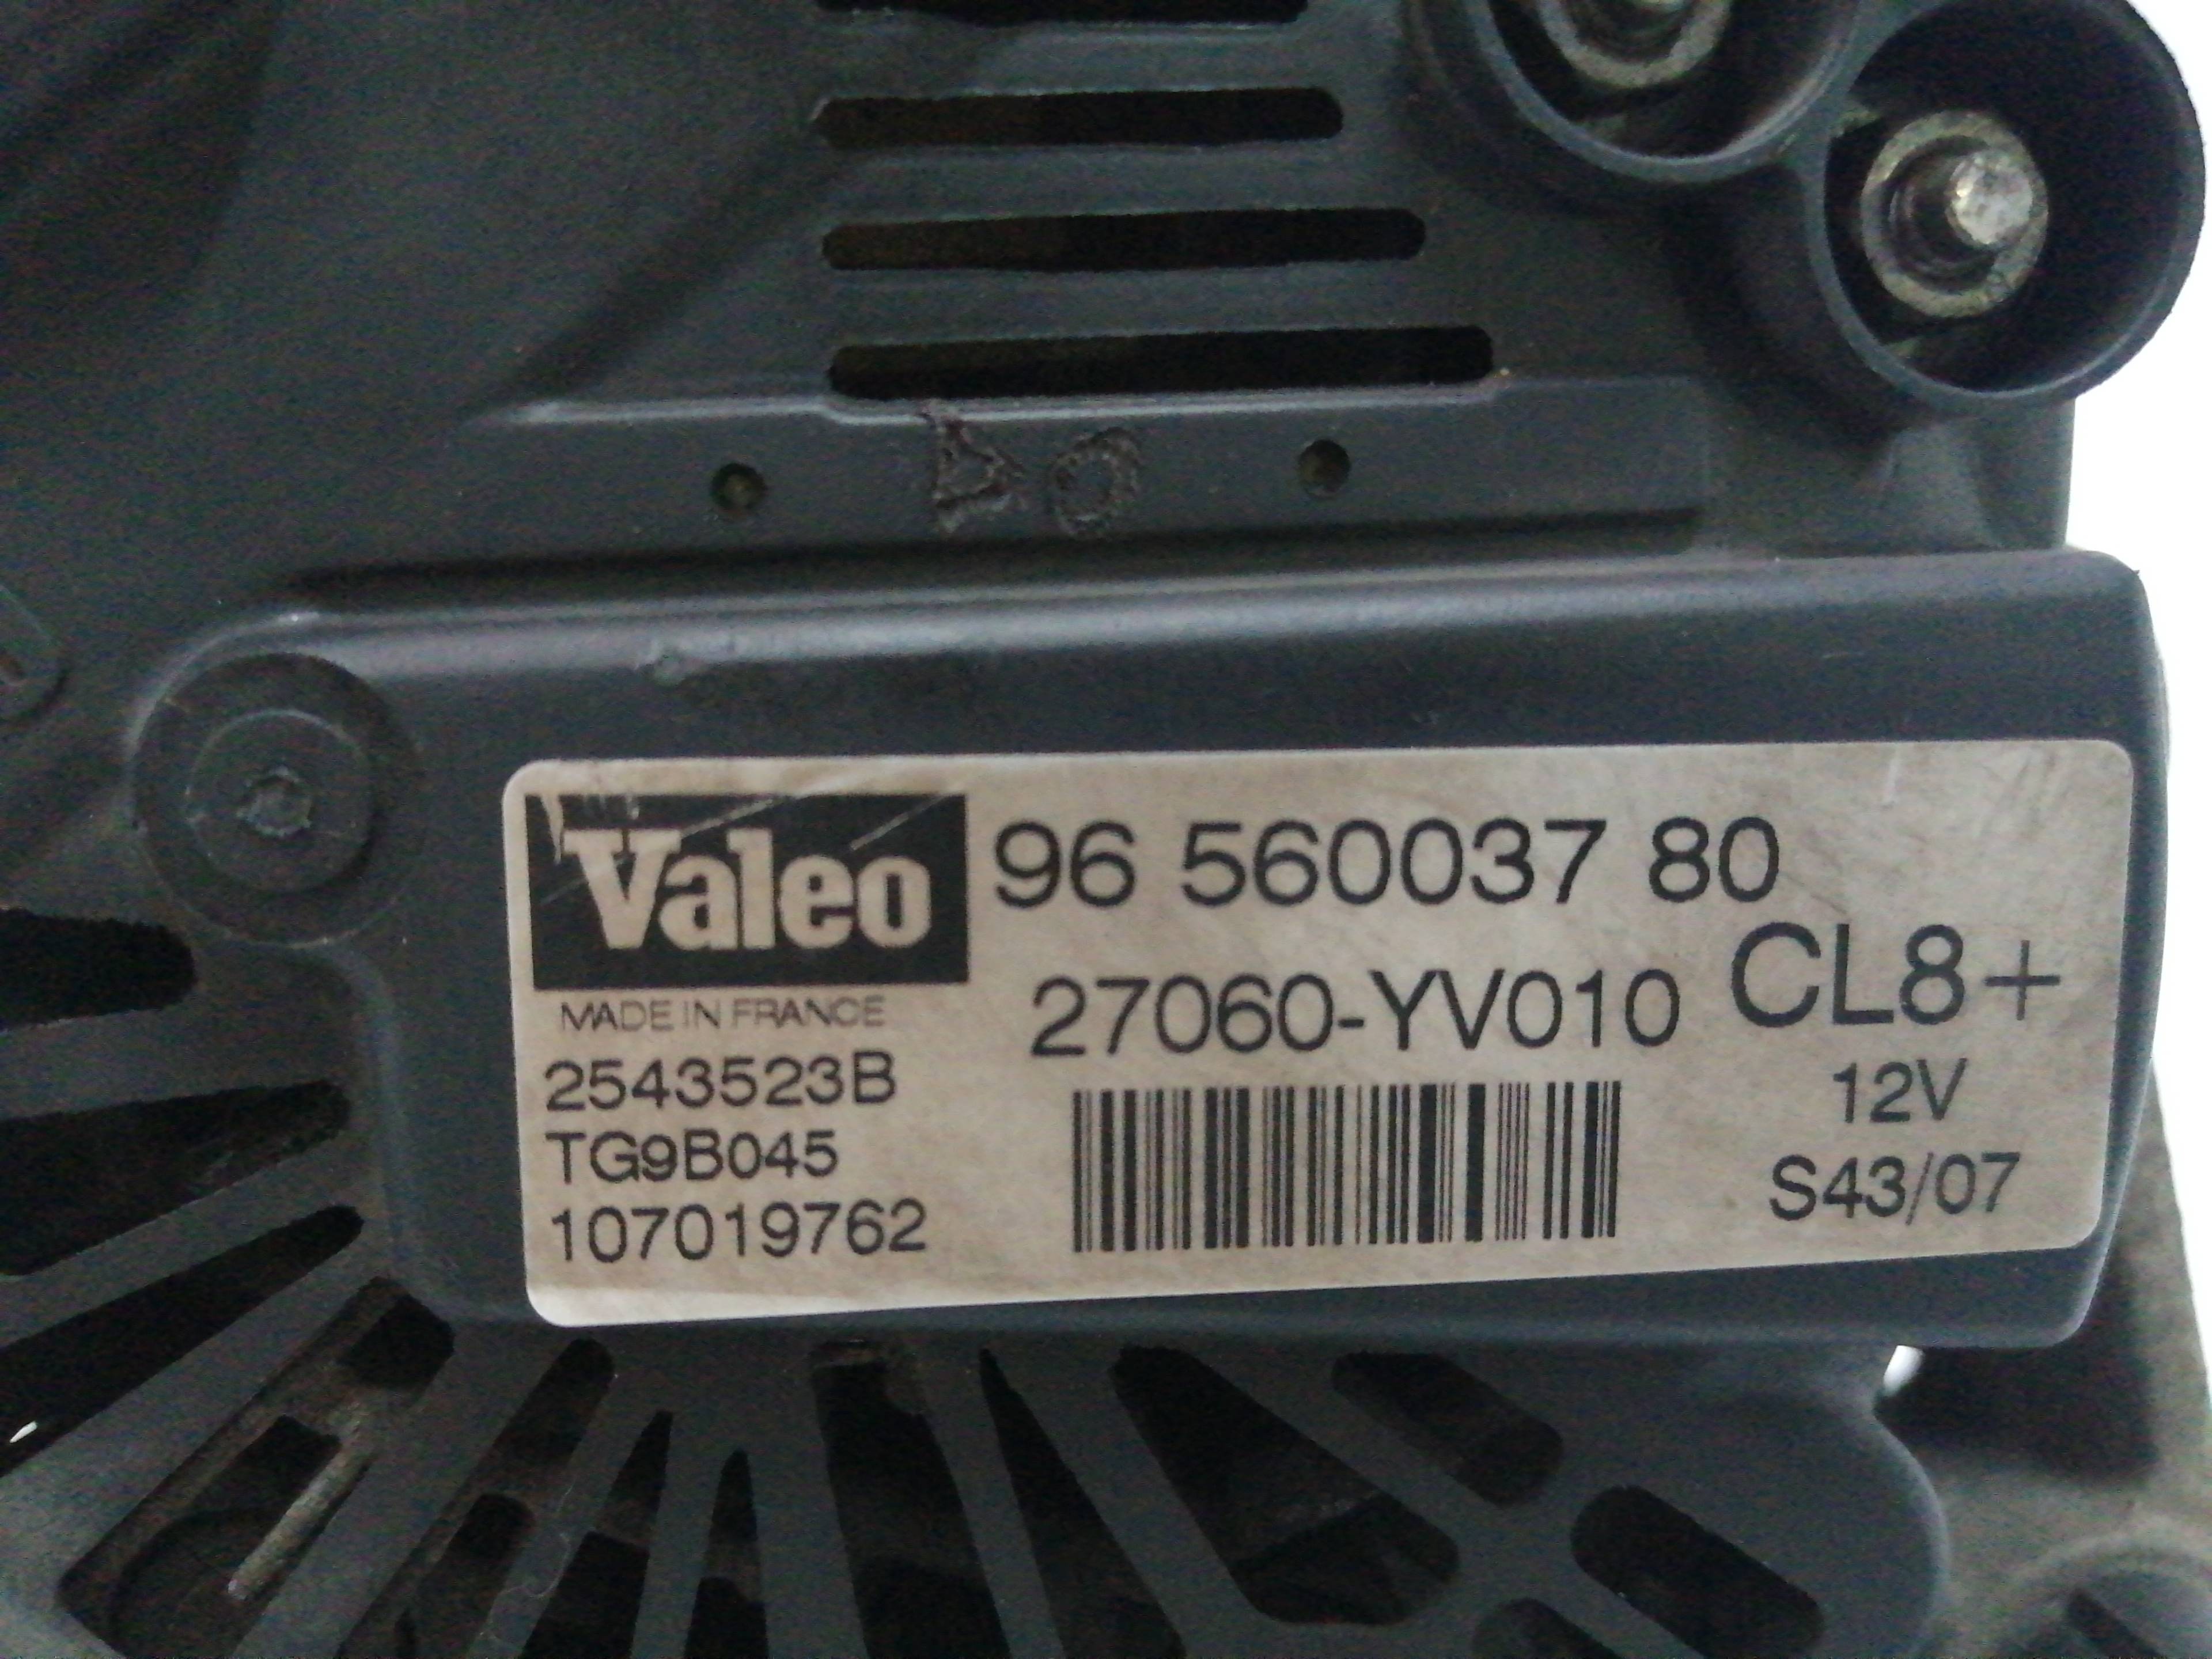 Valeo
MADE IN FRANCE
2543523B
TG9B045
107019762
96 560037 80
27060-YV010
CL8+
12V
S43/07